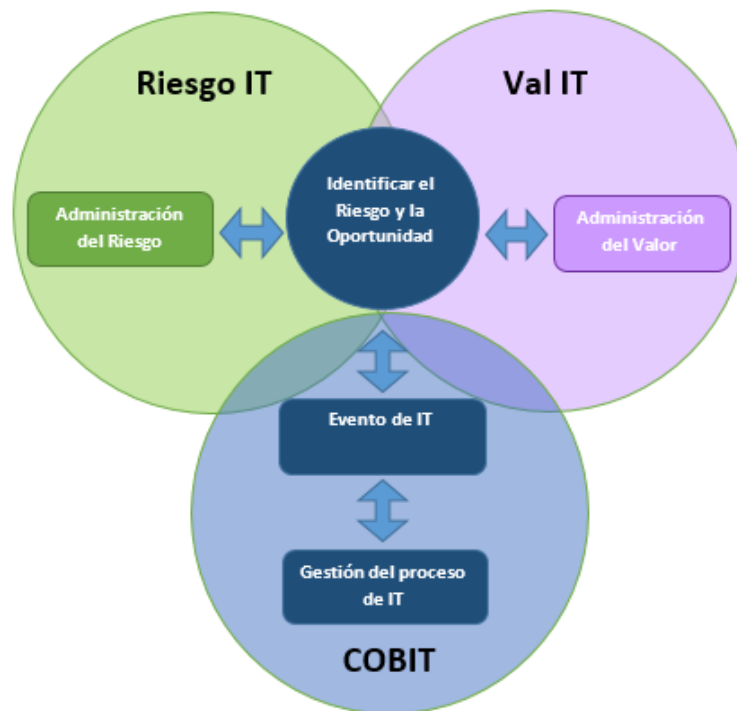 Riesgo IT
Val IT
Identificar el
Riesgo y la
Oportunidad
Administración
del Riesgo
Administración
del Valor
Evento de IT
Gestión del proceso
de IT
COBIT